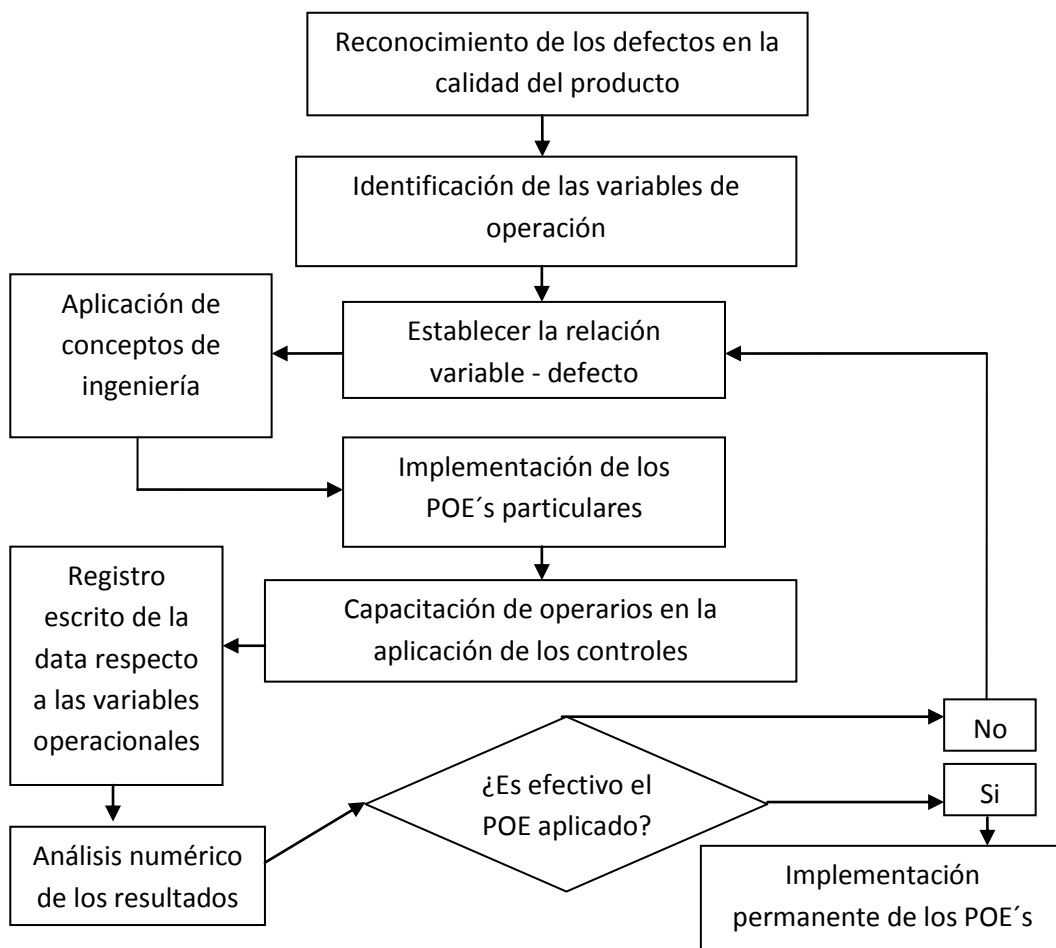 Reconocimiento de los defectos en la
calidad del producto
Identificación de las variables de
operación
Establecer la relación
variable - defecto
Aplicación de
conceptos de
ingeniería
Implementación de los
POE´s particulares
Capacitación de operarios en la
aplicación de los controles
Registro
escrito de la
data respecto
a las variables
operacionales
Análisis numérico
de los resultados
¿Es efectivo el
POE aplicado?
No
Si
Implementación
permanente de los POE´s